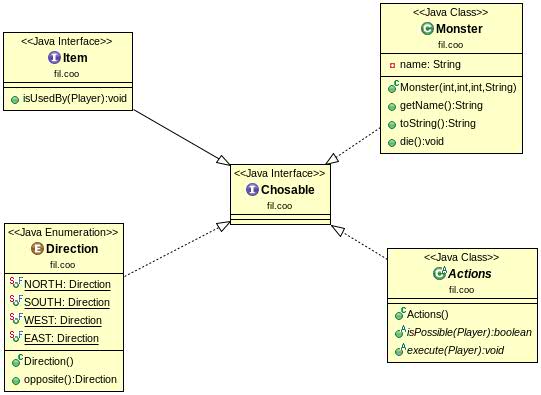 <<Java Interface>>
Item
fil.coo
isUsedBy(Player):void
<<Java Class>>
Monster
fil.coo
name: String
Monster(int,int,int,String)
getName():String
toString():String
die():void
<<Java Interface>>
Chosable
fil.coo
<<Java Enumeration>>
Direction
fil.coo
NORTH: Direction
SOUTH: Direction
WEST: Direction
EAST: Direction
Direction()
opposite():Direction
<<Java Class>>
Actions
fil.coo
Actions()
isPossible(Player):boolean
execute(Player):void